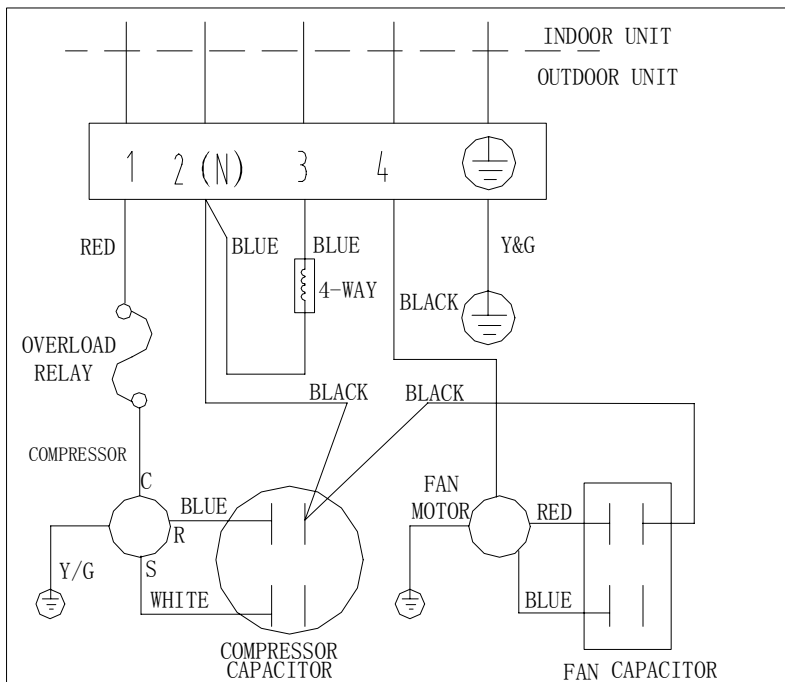 INDOOR UNIT
OUTDOOR UNIT
1 2(N) 3 4
RED
BLUE
BLUE
Y&G
4-WAY
BLACK
OVERLOAD
RELAY
BLACK
BLACK
COMPRESSOR
C
FAN
MOTOR
BLUE
RED
R
Y/G
S
WHITE
BLUE
COMPRESSOR
CAPACITOR
FAN CAPACITOR